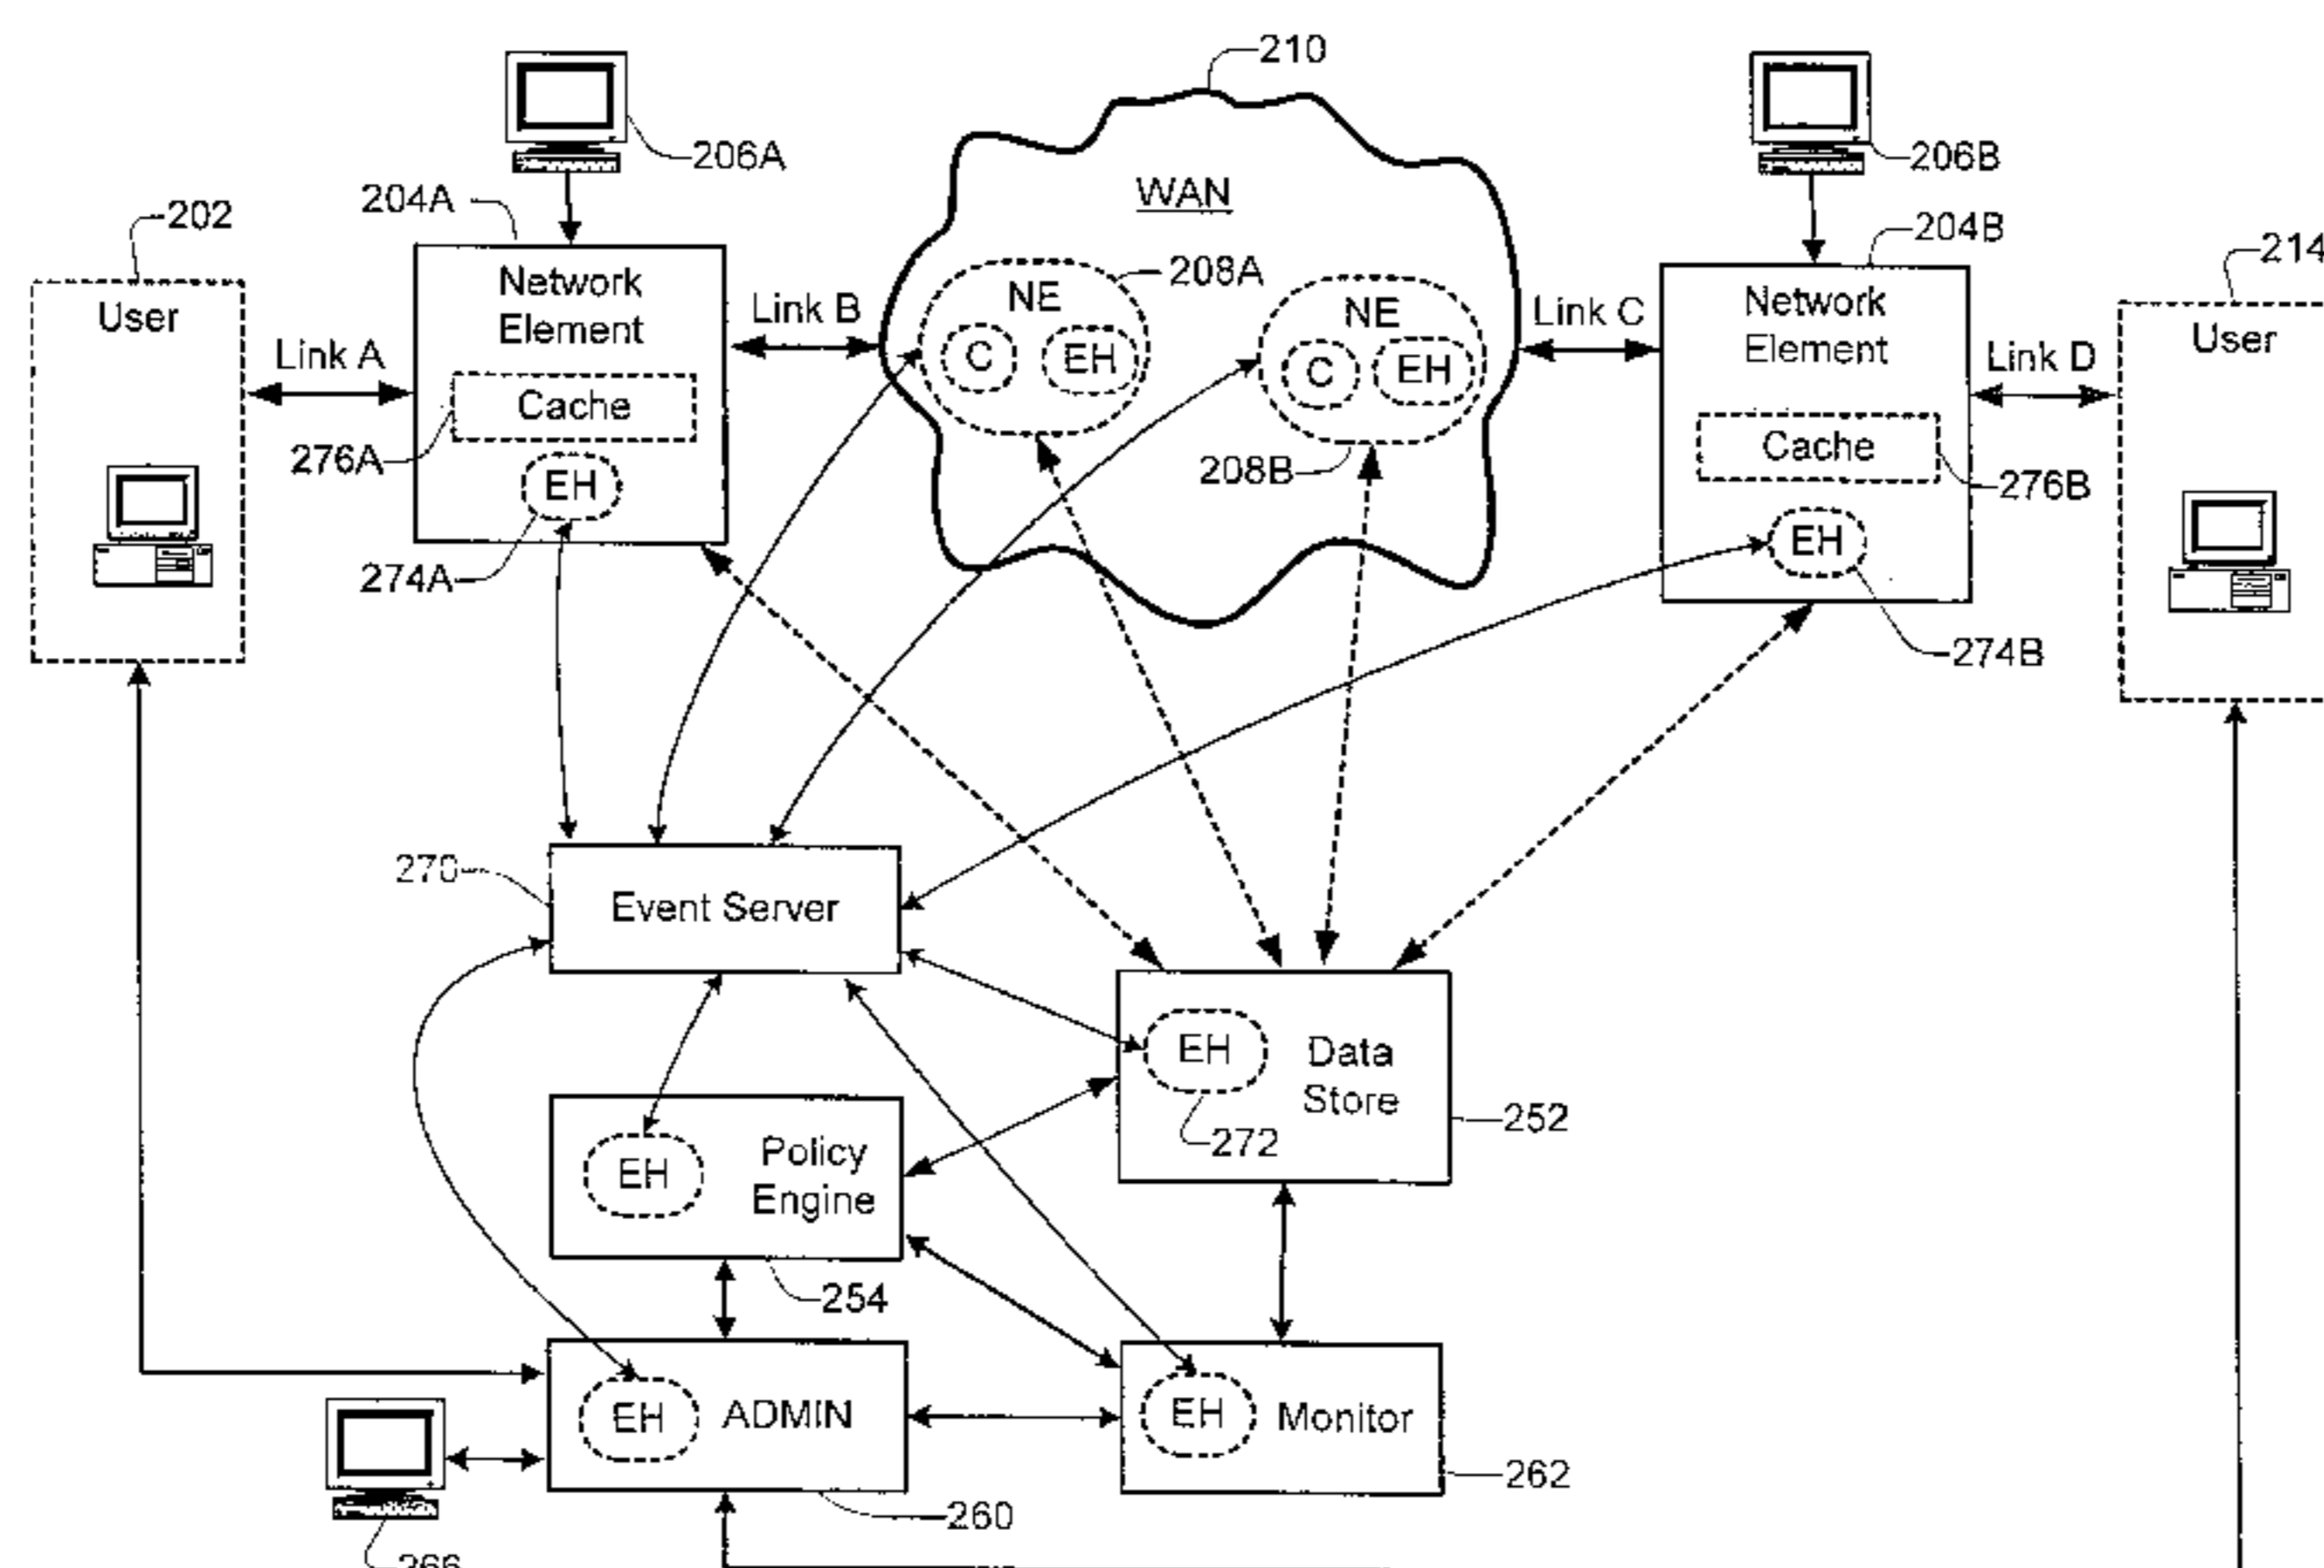 210
206A
206B
WAN
202
204A
204B
214
Network
Element
208A
Network
Element
User
Link B
NE
NE
Link C
User
Link A
C
EH
C
EH
Link D
Cache
Cache
276A
208B
276B
EH
EH
274A
274B
270
Event Server
EH
Data
Store
252
272
Policy
Engine
EH
254
EH
ADMIN
EH
Monitor
262
260
266